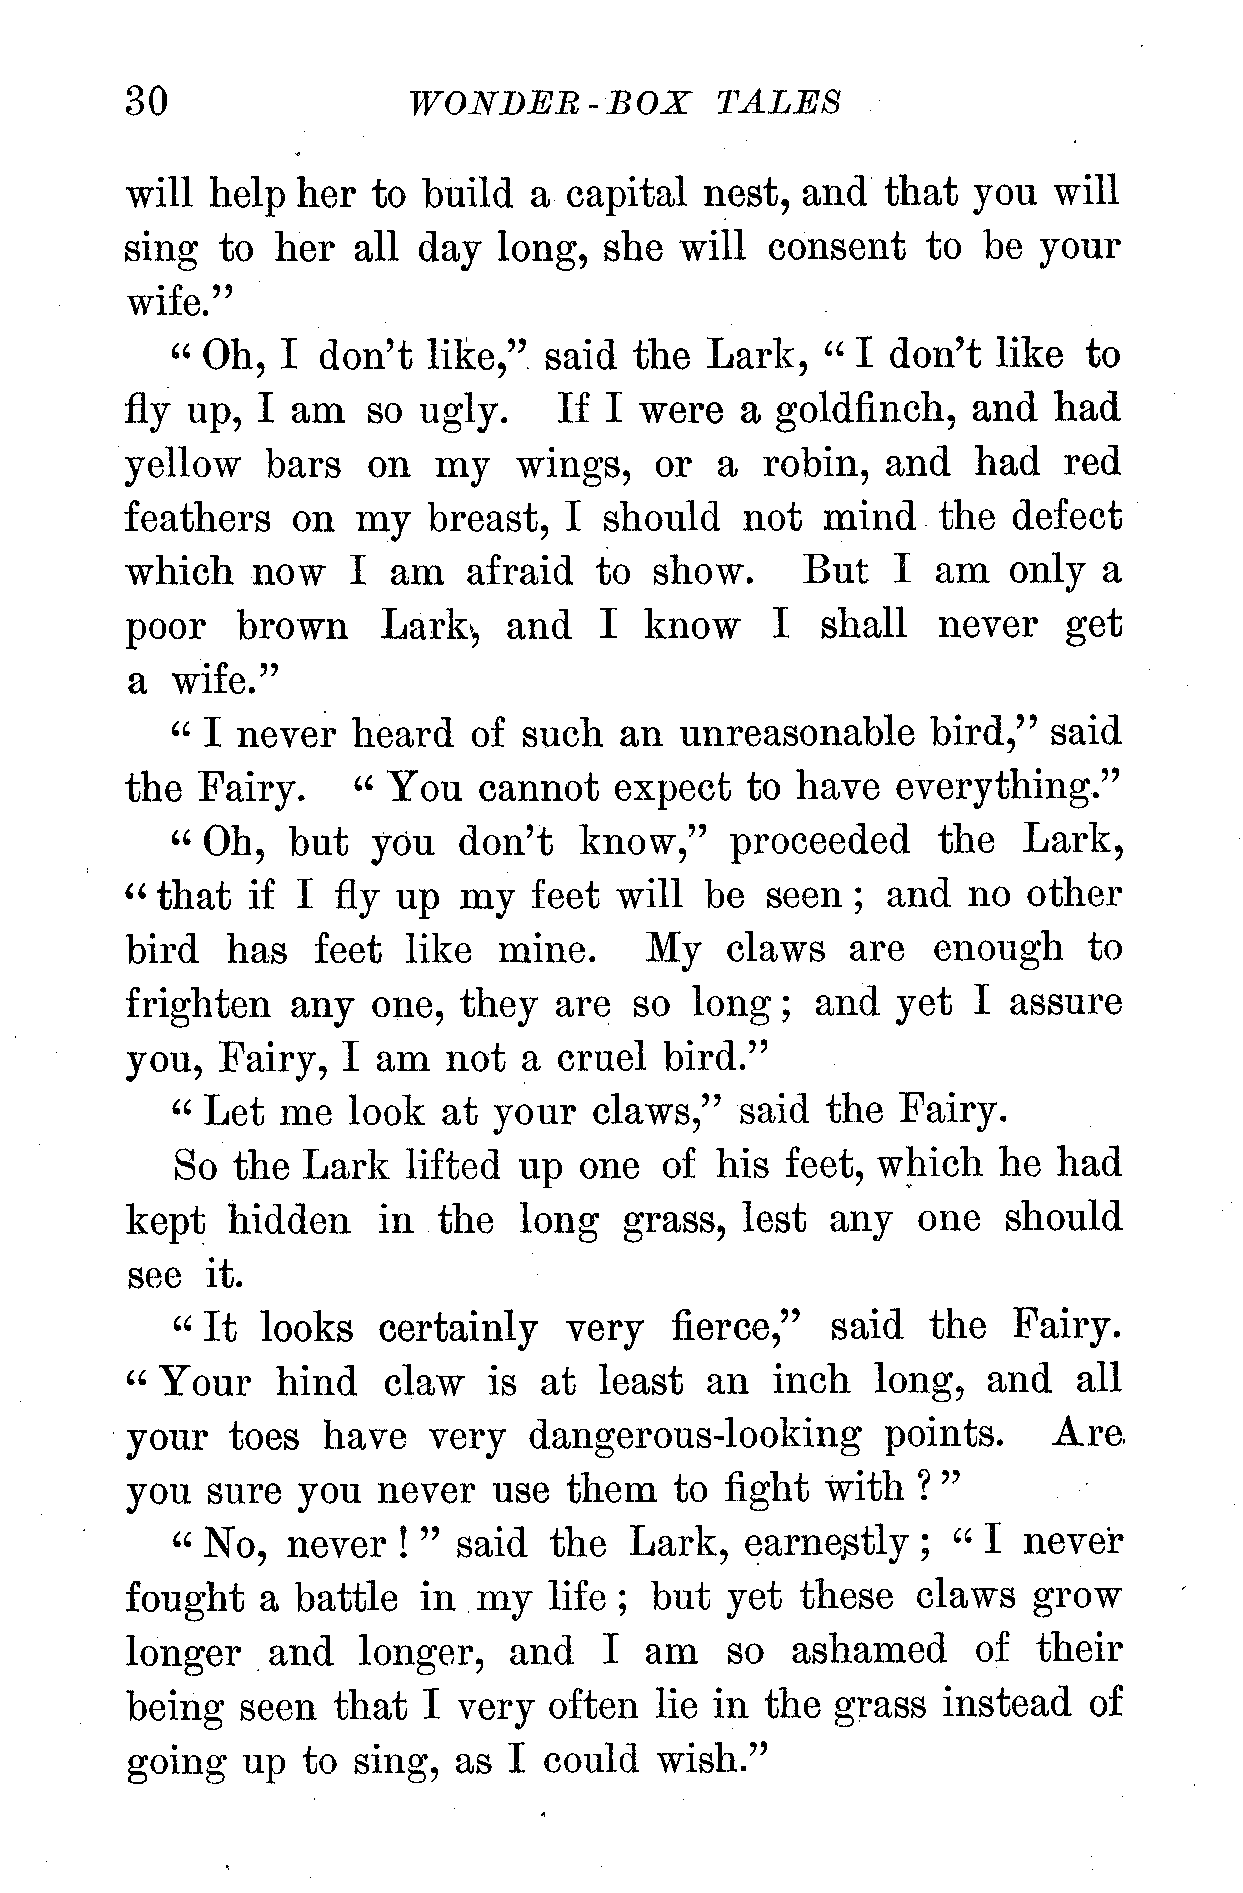 30 WONDER-BOX TALES
will help her to build a capital nest, and that you will
sing to her all day long, she will consent to be your
wife."
"Oh, I don't like," said the Lark, "I don't like to
fly up, I am so ugly. If I were a goldfinch, and had
yellow bars on my wings, or a robin, and had red
feathers on my breast, I should not mind the defect
which now I am afraid to show. But I am only a
poor brown Lark, and I know I shall never get
a wife."
"I never heard of such an unreasonable bird," said
the Fairy. "You cannot expect to have everything."
"Oh, but you don't know," proceeded the Lark,
"that if I fly up my feet will be seen; and no other
bird has feet like mine. My claws are enough to
frighten any one, they are so long; and yet I assure
you, Fairy, I am not a cruel bird."
"Let me look at your claws," said the Fairy.
So the Lark lifted up one of his feet, which he had
kept hidden in the long grass, lest any one should
see it.
"It looks certainly very fierce," said the Fairy.
"Your hind claw is at least an inch long, and all
your toes have very dangerous-looking points. Are
you sure you never use them to fight with?"
"No, never!" said the Lark, earnestly; "I never
fought a battle in my life; but yet these claws grow
longer and longer, and I am so ashamed of their
being seen that I very often lie in the grass instead of
going up to sing, as I could wish."